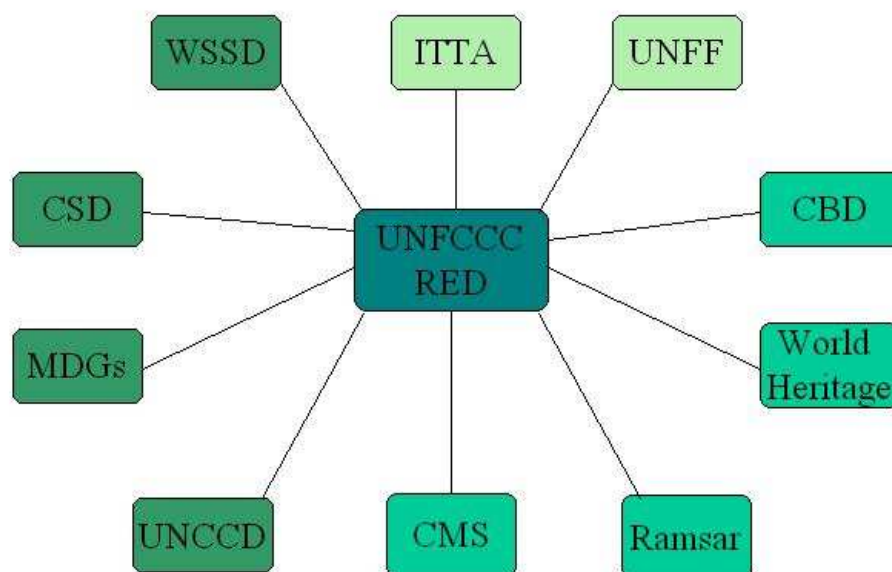 WSSD
ITTA
UNFF
CSD
UNFCCC
RED
CBD
MDGs
World
Heritage
UNCCD
CMS
Ramsar